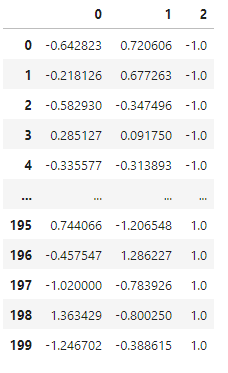 0 1 2
0 -0.642823 0.720606 -1.0
1 -0.218126 0.677263 -1.0
2 -0.582930 -0.347496 -1.0
3 0.285127 0.091750 -1.0
4 -0.335577 -0.313893 -1.0
... ... ... ...
195 0.744066 -1.206548 1.0
196 -0.457547 1.286227 1.0
197 -1.020000 -0.783926 1.0
198 1.363429 -0.800250 1.0
199 -1.246702 -0.388615 1.0